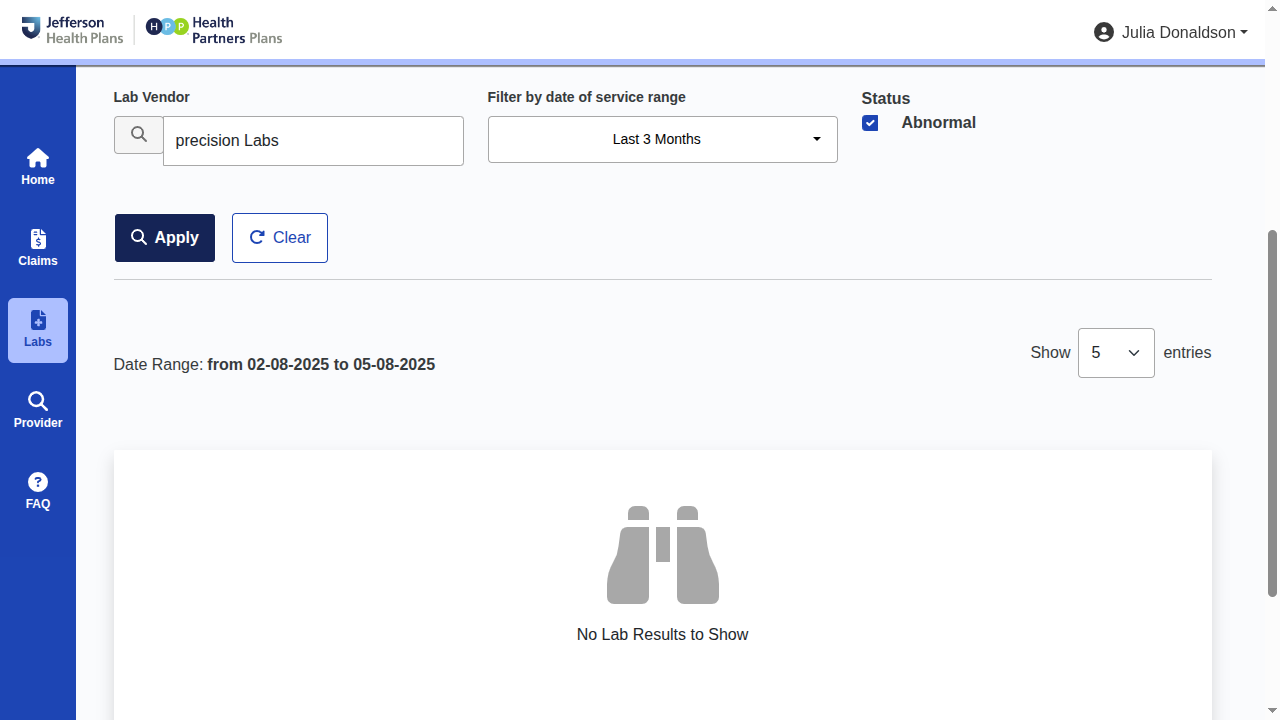 Jefferson
Health Plans
HPP
Health
Partners Plans
Julia Donaldson
Home
Claims
Labs
Provider
FAQ
Lab Vendor
precision Labs
Filter by date of service range
Last 3 Months
Status
Abnormal
Apply
Clear
Date Range: from 02-08-2025 to 05-08-2025
Show 5 entries
No Lab Results to Show